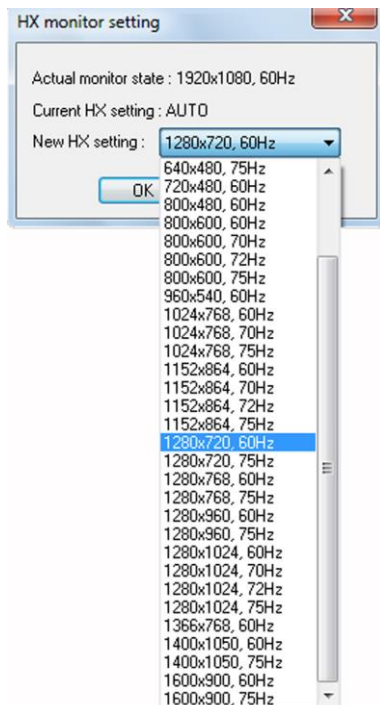 HX monitor setting
Actual monitor state : 1920x1080, 60Hz
Current HX setting : AUTO
New HX setting : 1280x720, 60Hz
OK
640x480, 75Hz
720x480, 60Hz
800x480, 60Hz
800x600, 60Hz
800x600, 70Hz
800x600, 72Hz
800x600, 75Hz
960x540, 60Hz
1024x768, 60Hz
1024x768, 70Hz
1024x768, 75Hz
1152x864, 60Hz
1152x864, 70Hz
1152x864, 72Hz
1152x864, 75Hz
1280x720, 60Hz
1280x720, 75Hz
1280x768, 60Hz
1280x768, 75Hz
1280x960, 60Hz
1280x960, 75Hz
1280x1024, 60Hz
1280x1024, 70Hz
1280x1024, 72Hz
1280x1024, 75Hz
1366x768, 60Hz
1400x1050, 60Hz
1400x1050, 75Hz
1600x900, 60Hz
1600x900, 75Hz